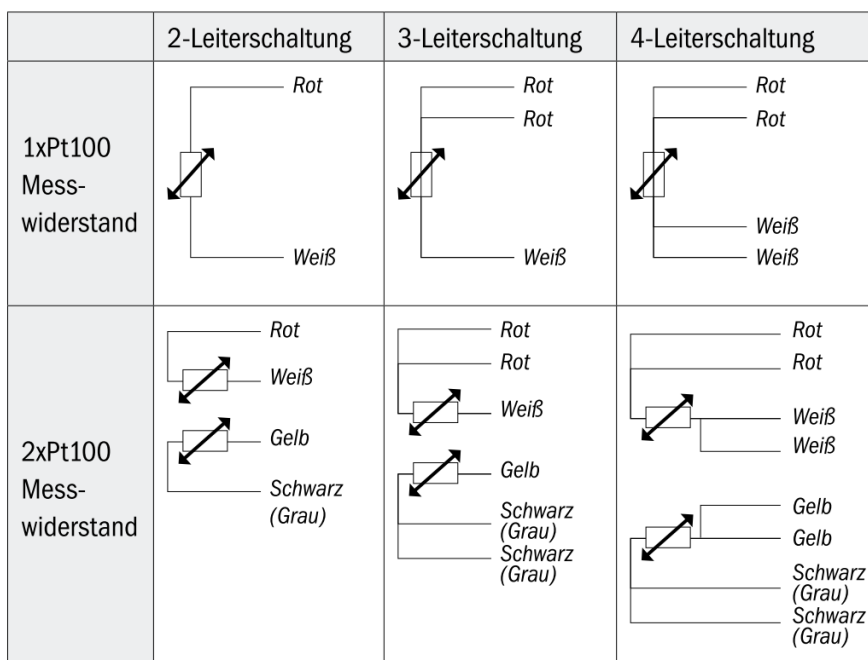 2-Leiterschaltung
3-Leiterschaltung
4-Leiterschaltung
1xPt100
Mess-
widerstand
Rot
Weiß
Rot
Rot
Weiß
Rot
Rot
Weiß
Weiß
2xPt100
Mess-
widerstand
Rot
Weiß
Gelb
Schwarz
(Grau)
Rot
Rot
Weiß
Gelb
Schwarz
(Grau)
Schwarz
(Grau)
Rot
Rot
Weiß
Weiß
Gelb
Gelb
Schwarz
(Grau)
Schwarz
(Grau)